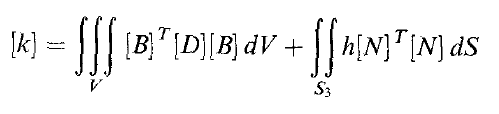 [k] = ∭_V [B]^T [D][B] dV + ∬_{S_3} h[N]^T [N] dS